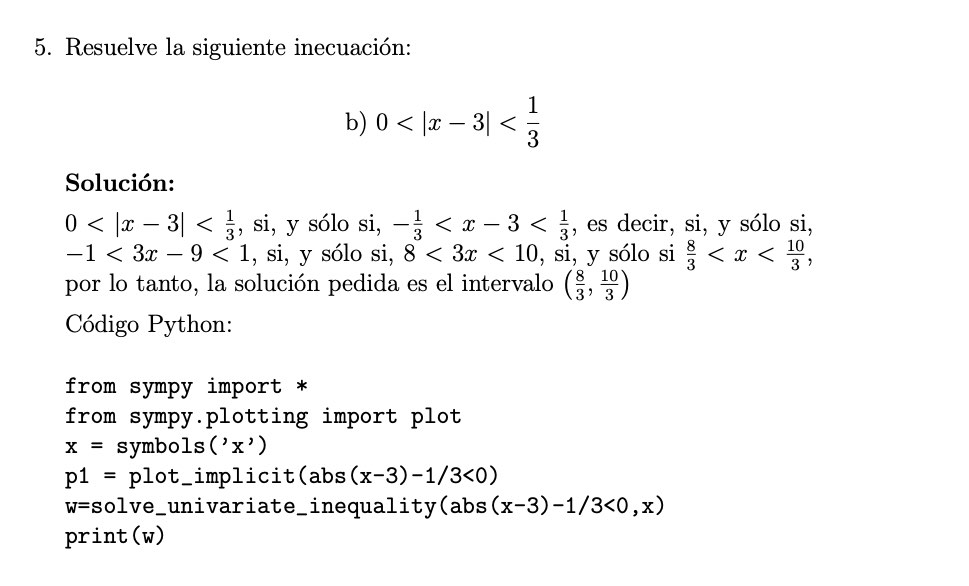 5. Resuelve la siguiente inecuación:
b) 0 < |x − 3| < 1/3
Solución:
0 < |x − 3| < 1/3, si, y sólo si, −1/3 < x − 3 < 1/3, es decir, si, y sólo si,
−1 < 3x − 9 < 1, si, y sólo si, 8 < 3x < 10, si, y sólo si 8/3 < x < 10/3,
por lo tanto, la solución pedida es el intervalo (8/3, 10/3)
Código Python:
from sympy import *
from sympy.plotting import plot
x = symbols(’x’)
p1 = plot_implicit(abs(x-3)-1/3<0)
w=solve_univariate_inequality(abs(x-3)-1/3<0,x)
print(w)